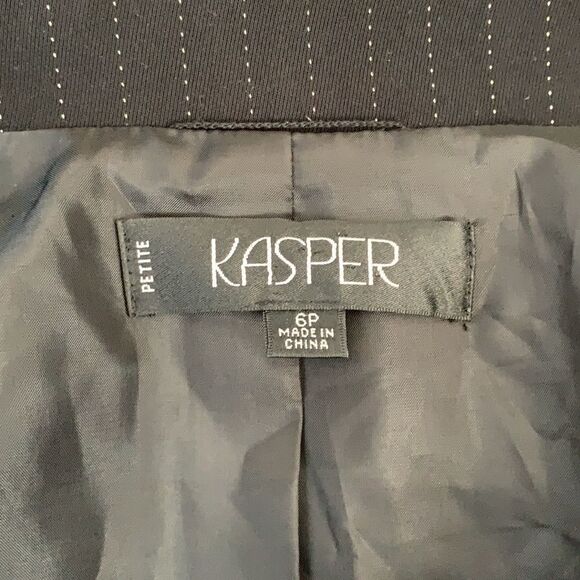 PETITE
KASPER
6P
MADE IN
CHINA